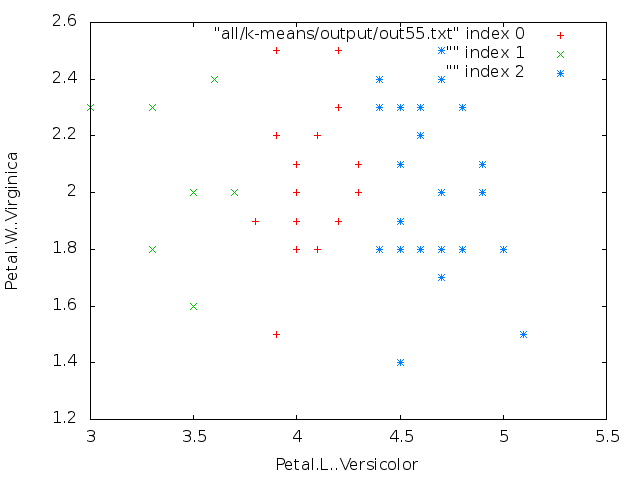 "all/k-means/output/out55.txt" index 0
"" index 1
"" index 2
2.6
2.4
2.2
2
1.8
1.6
1.4
1.2
Petal.W..Virginica
3
3.5
4
4.5
5
5.5
Petal.L..Versicolor